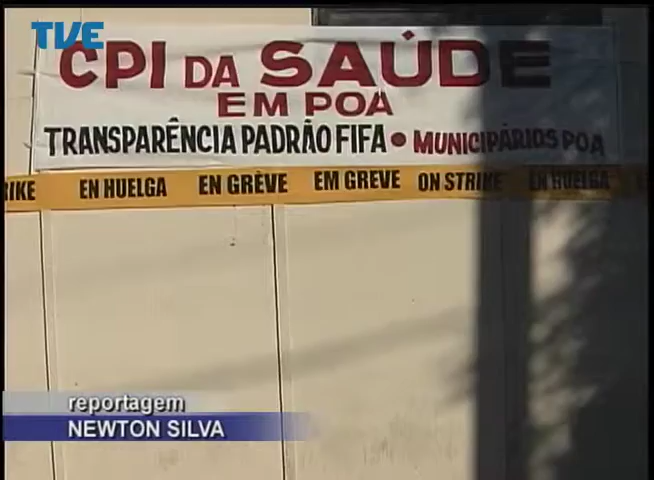 TVE
CPI DA SAÚDE
EM POA
TRANSPARÊNCIA PADRÃO FIFA • MUNICIPÁRIOS POA
STRIKE EN HUELGA EN GRÈVE EM GREVE ON STRIKE EN HUELGA
reportagem
NEWTON SILVA